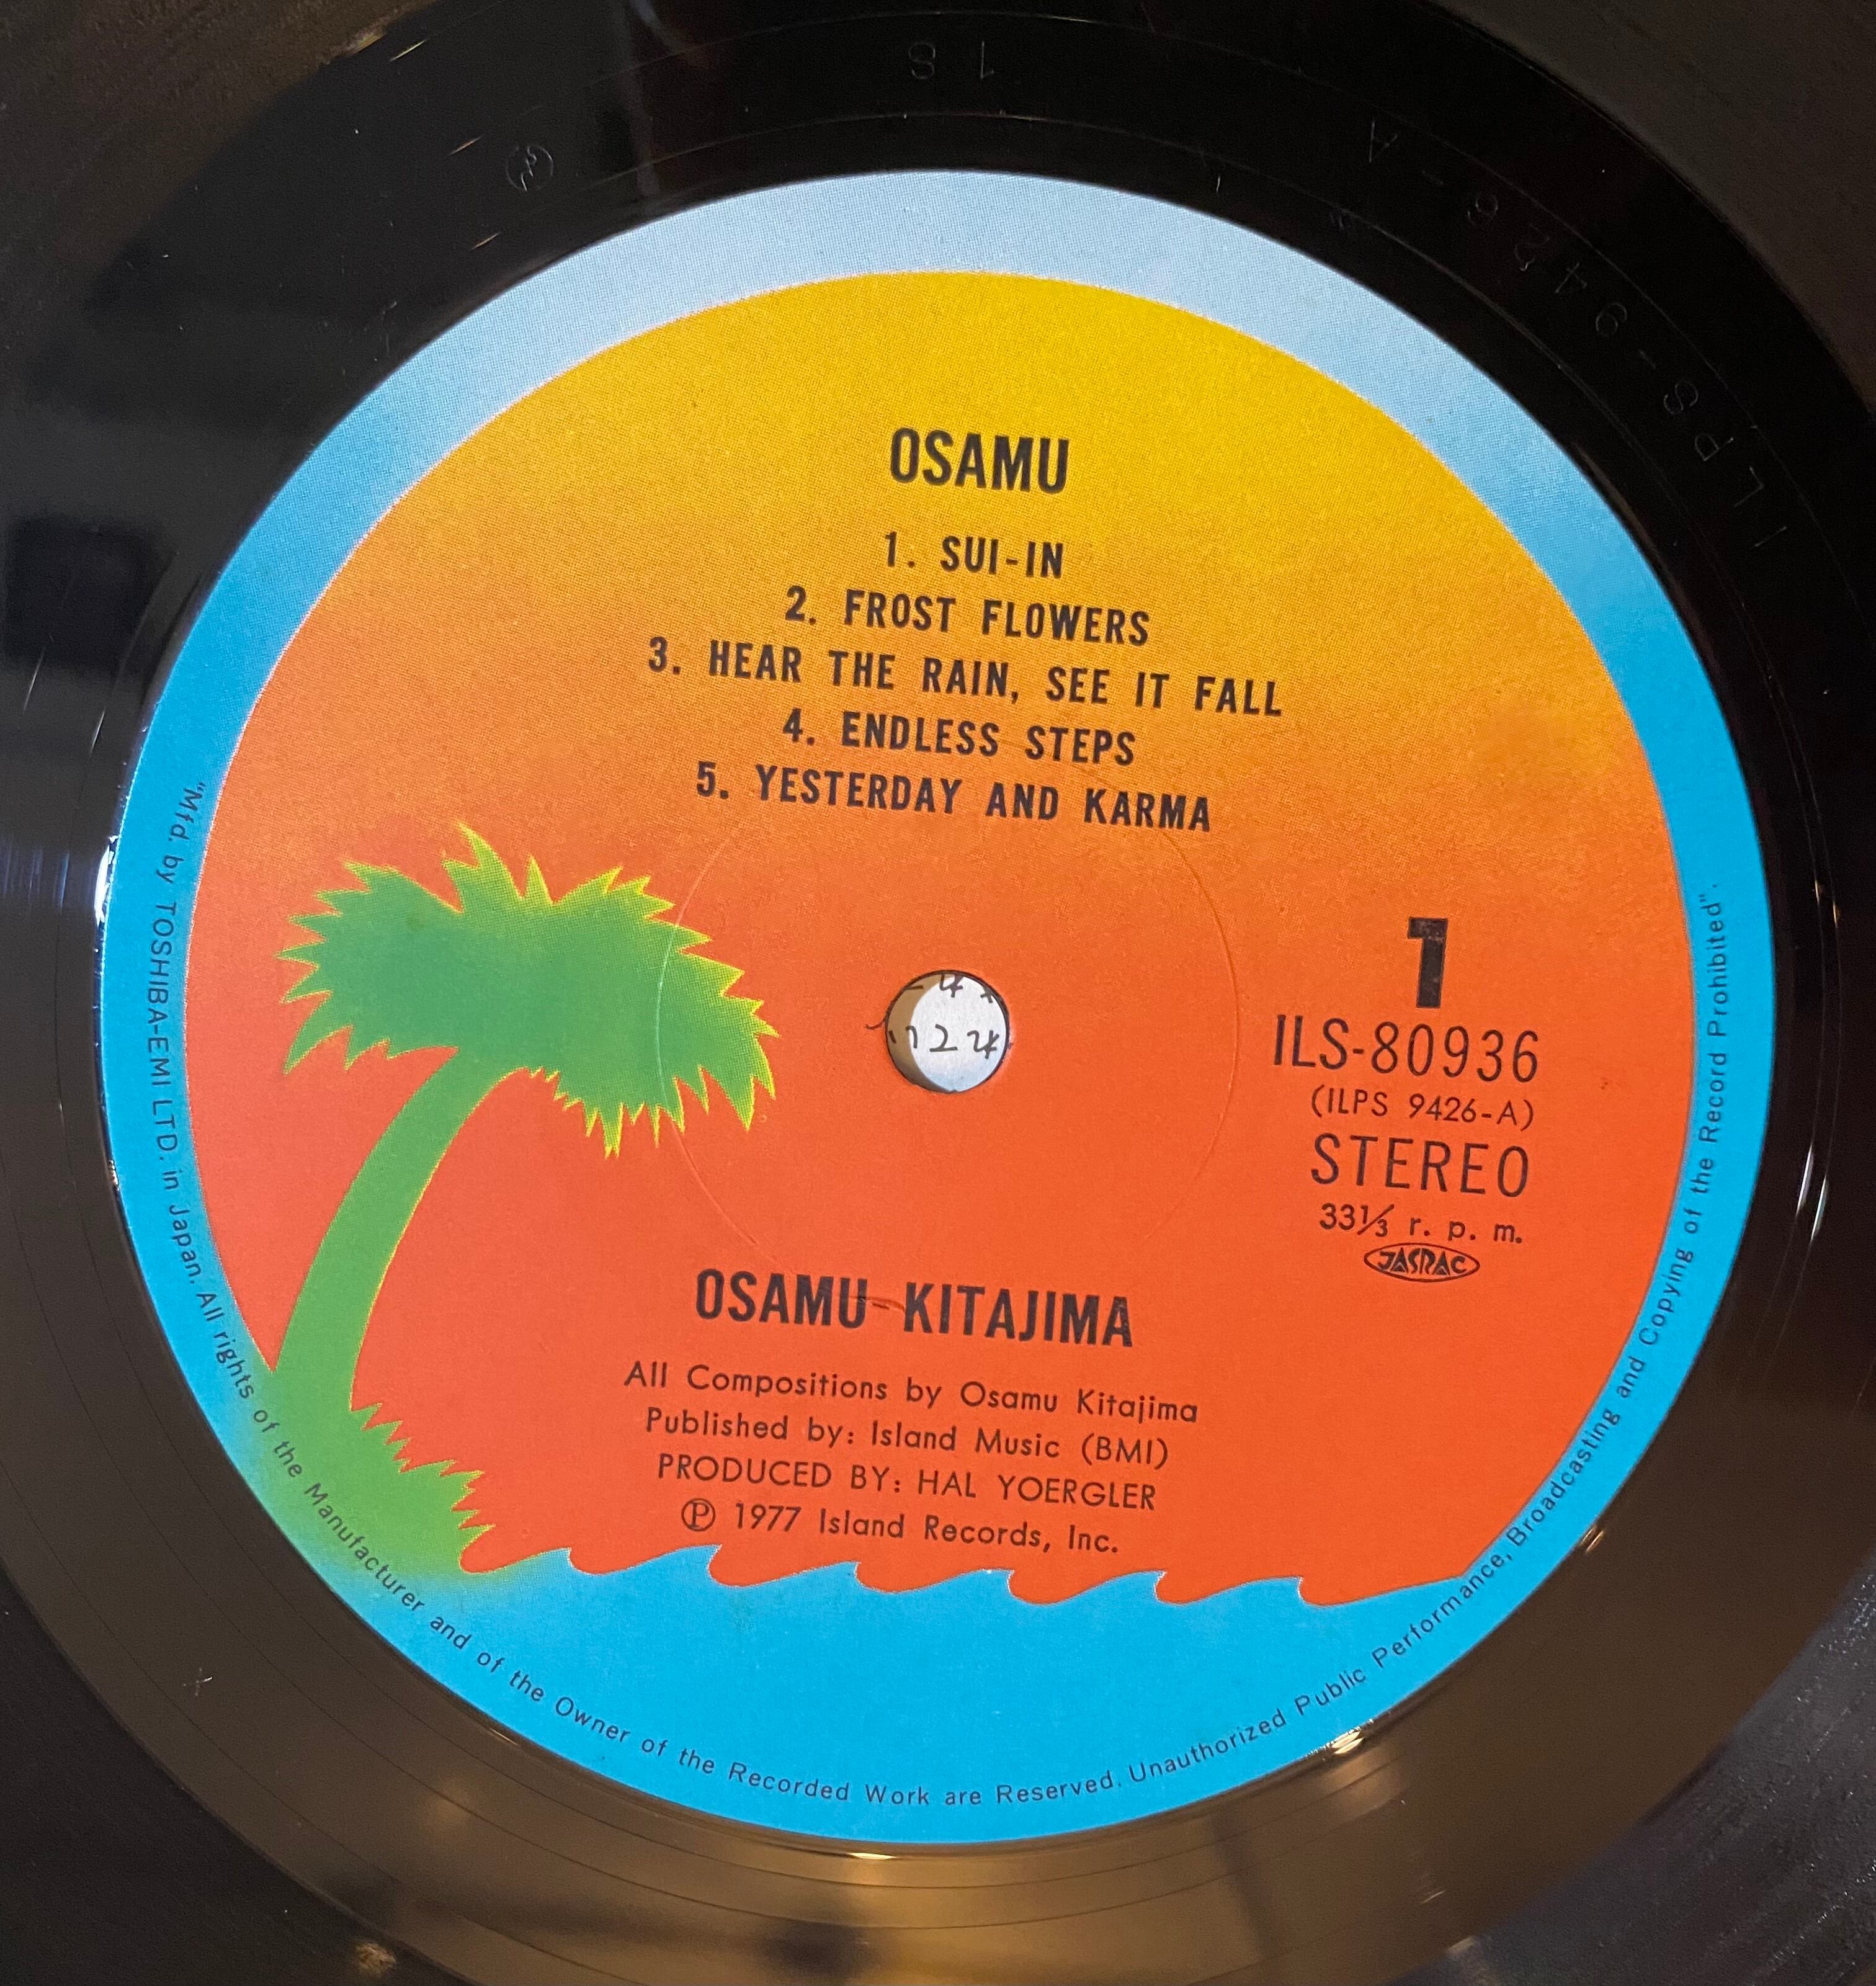 OSAMU
1. SUI-IN
2. FROST FLOWERS
3. HEAR THE RAIN, SEE IT FALL
4. ENDLESS STEPS
5. YESTERDAY AND KARMA
1
ILS-80936
(ILPS 9426-A)
STEREO
33⅓ r. p. m.
JASRAC
OSAMU KITAJIMA
All Compositions by Osamu Kitajima
Published by: Island Music (BMI)
PRODUCED BY: HAL YOERGLER
Ⓟ 1977 Island Records, Inc.
"Mfd. by TOSHIBA-EMI LTD. in Japan. All rights of the Manufacturer and of the Owner of the Recorded Work are Reserved. Unauthorized Public Performance, Broadcasting and Copying of the Record Prohibited".
ILPS-9426-A
1S